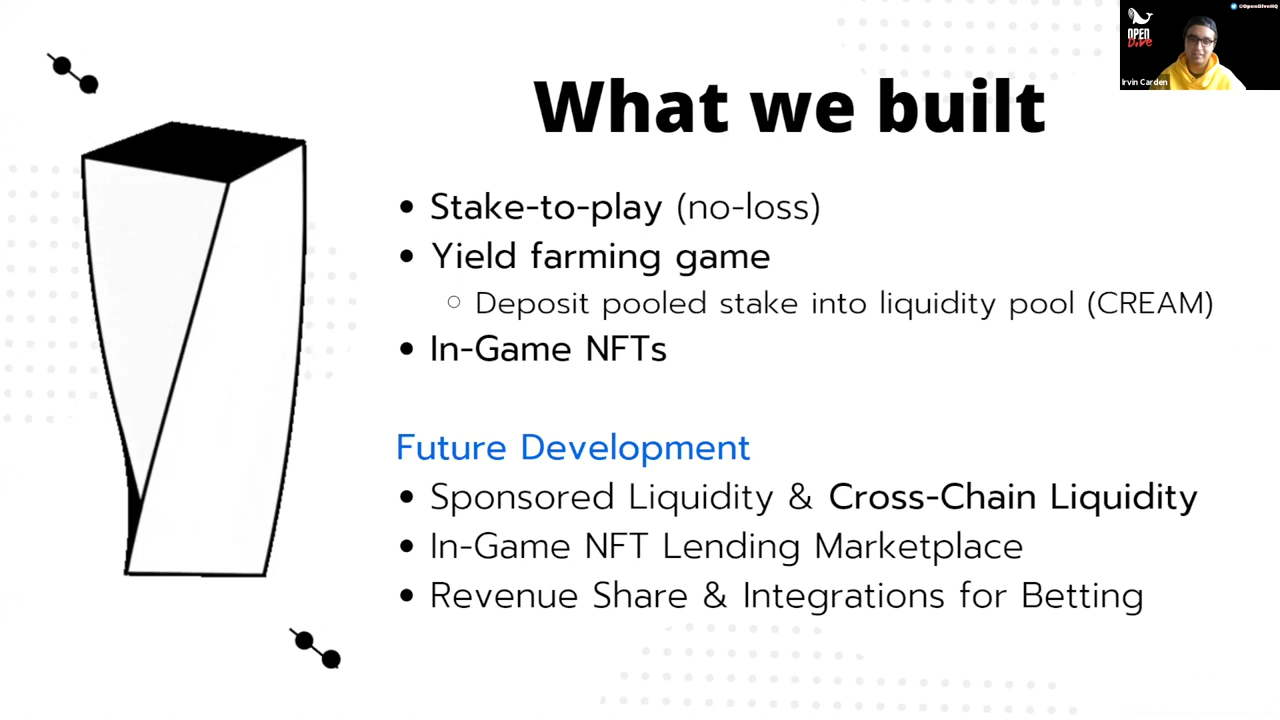 What we built
• Stake-to-play (no-loss)
• Yield farming game
○ Deposit pooled stake into liquidity pool (CREAM)
• In-Game NFTs
Future Development
• Sponsored Liquidity & Cross-Chain Liquidity
• In-Game NFT Lending Marketplace
• Revenue Share & Integrations for Betting
@OpenDiveHQ
OPEN
DIVE
Irvin Carden